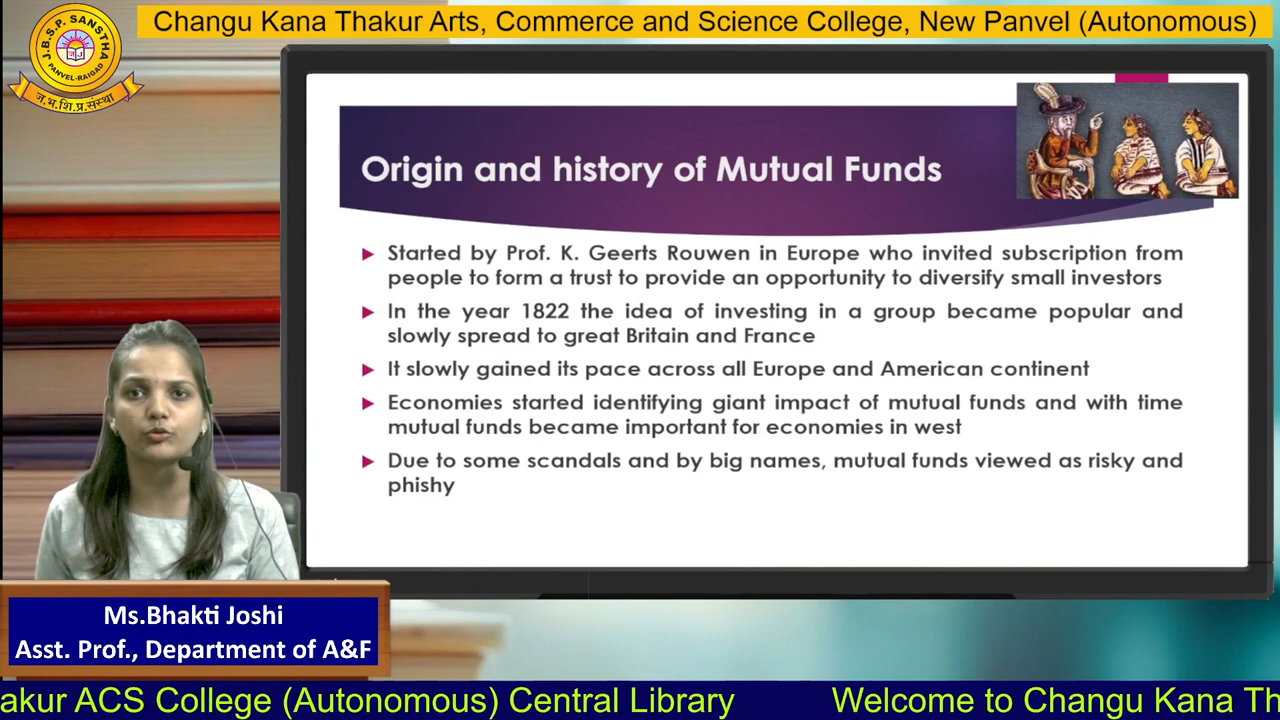 Changu Kana Thakur Arts, Commerce and Science College, New Panvel (Autonomous)
J.B.S.P. SANSTHA
PANVEL-RAIGAD
ज.भ.शि.प्र.संस्था
Origin and history of Mutual Funds
Started by Prof. K. Geerts Rouwen in Europe who invited subscription from
people to form a trust to provide an opportunity to diversify small investors
In the year 1822 the idea of investing in a group became popular and
slowly spread to great Britain and France
It slowly gained its pace across all Europe and American continent
Economies started identifying giant impact of mutual funds and with time
mutual funds became important for economies in west
Due to some scandals and by big names, mutual funds viewed as risky and
phishy
Ms.Bhakti Joshi
Asst. Prof., Department of A&F
akur ACS College (Autonomous) Central Library Welcome to Changu Kana Th